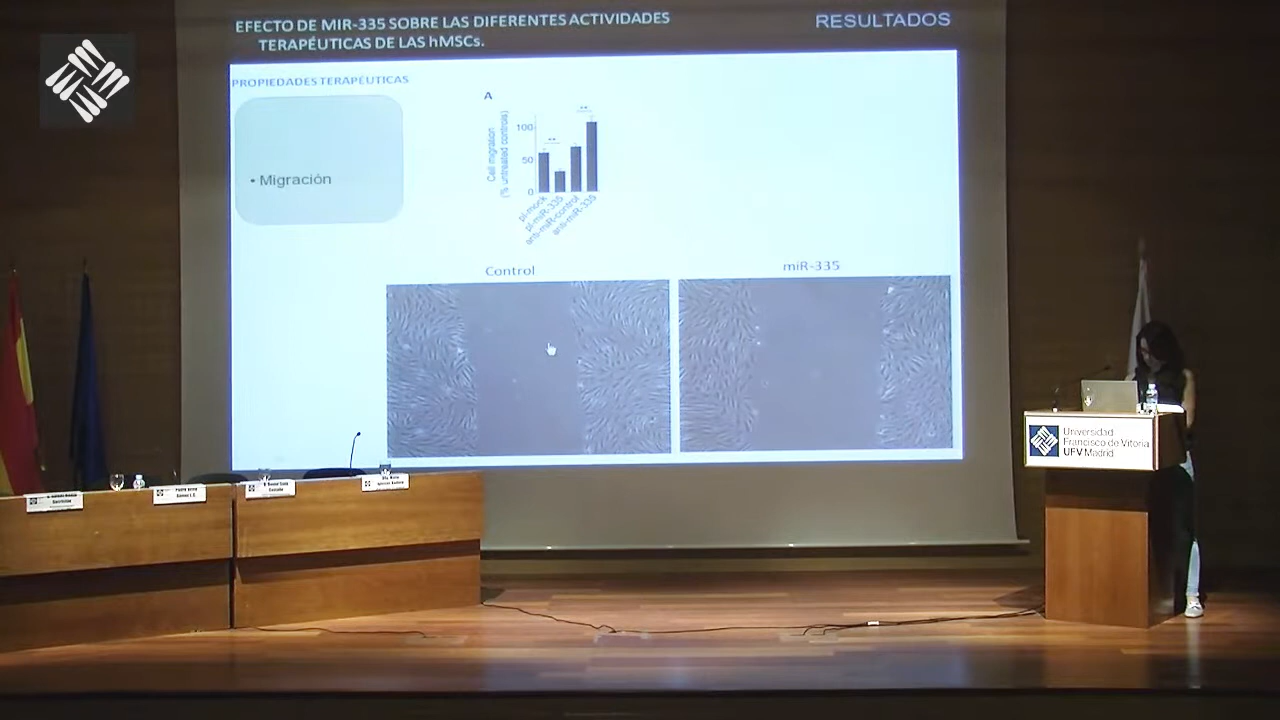 EFECTO DE MIR-335 SOBRE LAS DIFERENTES ACTIVIDADES
TERAPÉUTICAS DE LAS hMSCs.
RESULTADOS
PROPIEDADES TERAPÉUTICAS
• Migración
A
Cell migration
(% untreated controls)
100
50
0
**
**
pl-mock
pl-miR-335
anti-miR-control
anti-miR-335
Control
miR-335
Universidad
Francisco de Vitoria
UFV Madrid